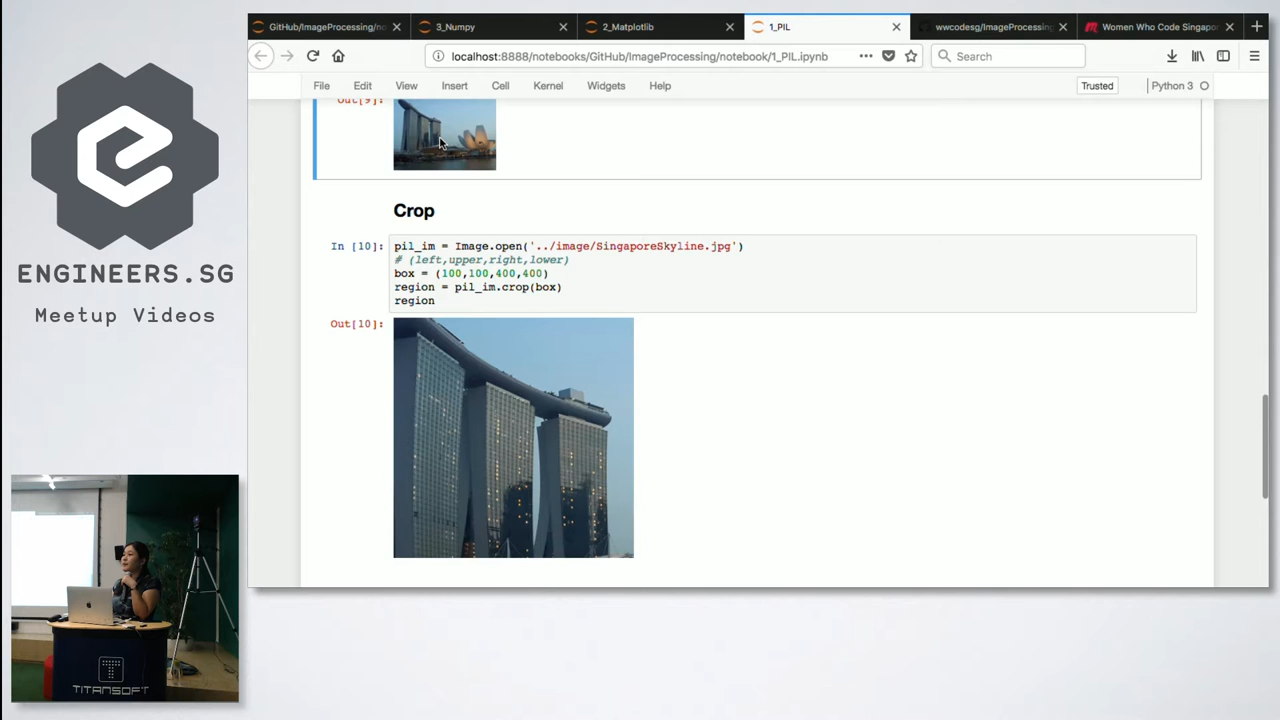 GitHub/ImageProcessing/no
3_Numpy
2_Matplotlib
1_PIL
wwcodesg/ImageProcessing
Women Who Code Singapo
localhost:8888/notebooks/GitHub/ImageProcessing/notebook/1_PIL.ipynb
Search
File Edit View Insert Cell Kernel Widgets Help
Trusted
Python 3
Out[9]:
Crop
In [10]:
pil_im = Image.open('../image/SingaporeSkyline.jpg')
# (left,upper,right,lower)
box = (100,100,400,400)
region = pil_im.crop(box)
region
Out[10]:
ENGINEERS.SG
Meetup Videos
TITANSOFT